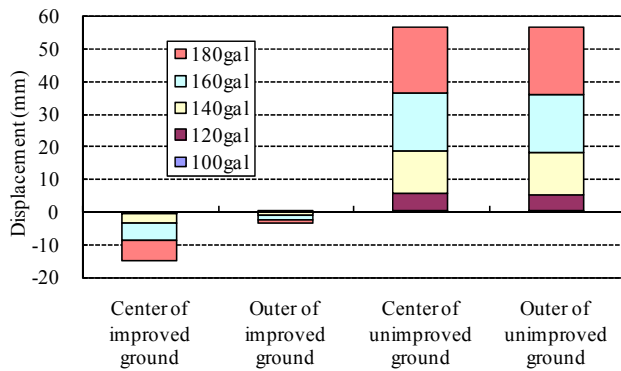 60
50
40
30
20
10
0
-10
-20
Displacement (mm)
180gal
160gal
140gal
120gal
100gal
Center of
improved
ground
Outer of
improved
ground
Center of
unimproved
ground
Outer of
unimproved
ground